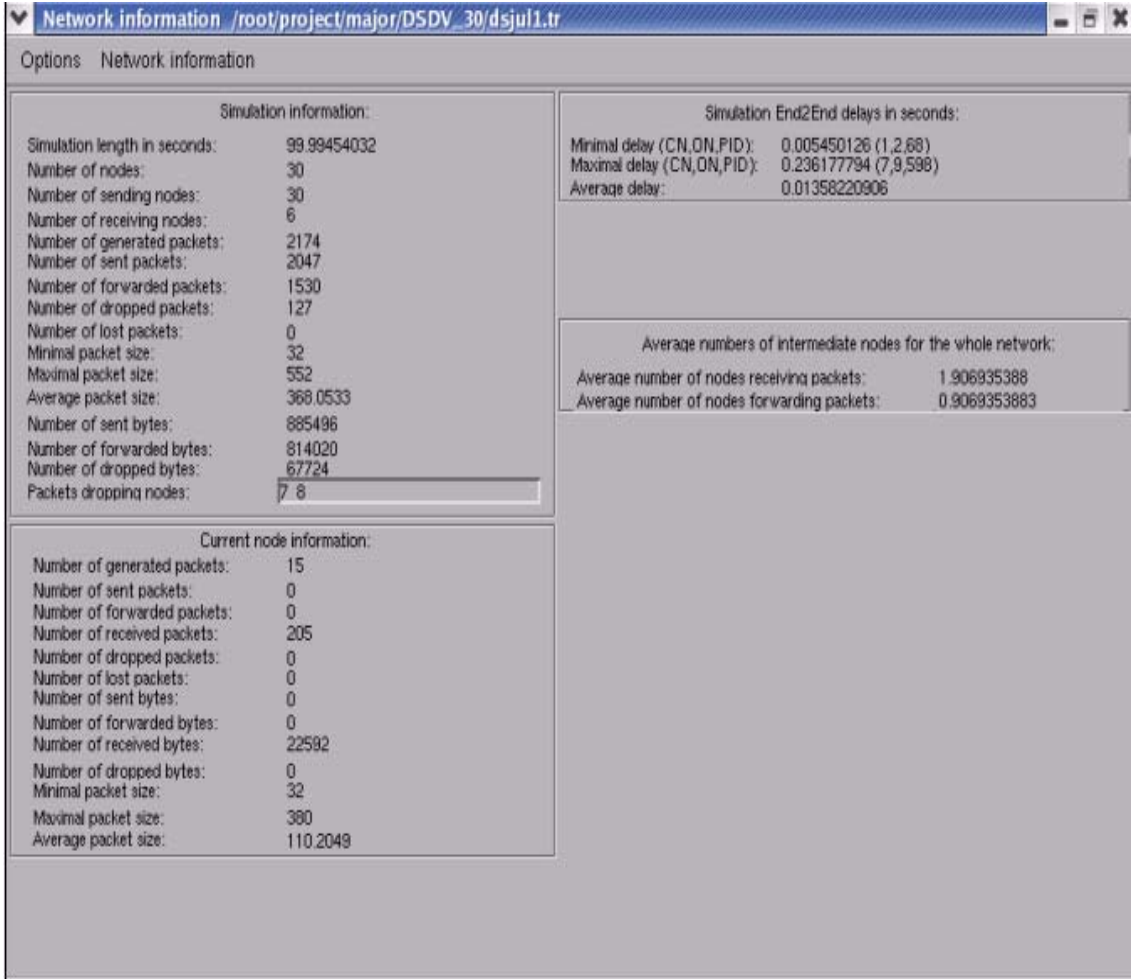 Network information /root/project/major/DSDV_30/dsjul1.tr
Options Network information
Simulation information:
Simulation length in seconds: 99.99454032
Number of nodes: 30
Number of sending nodes: 30
Number of receiving nodes: 6
Number of generated packets: 2174
Number of sent packets: 2047
Number of forwarded packets: 1530
Number of dropped packets: 127
Number of lost packets: 0
Minimal packet size: 32
Maximal packet size: 552
Average packet size: 368.0533
Number of sent bytes: 885496
Number of forwarded bytes: 814020
Number of dropped bytes: 67724
Packets dropping nodes: 7 8
Current node information:
Number of generated packets: 15
Number of sent packets: 0
Number of forwarded packets: 0
Number of received packets: 205
Number of dropped packets: 0
Number of lost packets: 0
Number of sent bytes: 0
Number of forwarded bytes: 0
Number of received bytes: 22592
Number of dropped bytes: 0
Minimal packet size: 32
Maximal packet size: 380
Average packet size: 110.2049
Simulation End2End delays in seconds:
Minimal delay (CN,ON,PID): 0.005450126 (1,2,68)
Maximal delay (CN,ON,PID): 0.236177794 (7,9,598)
Average delay: 0.01358220906
Average numbers of intermediate nodes for the whole network:
Average number of nodes receiving packets: 1.906935388
Average number of nodes forwarding packets: 0.9069353883